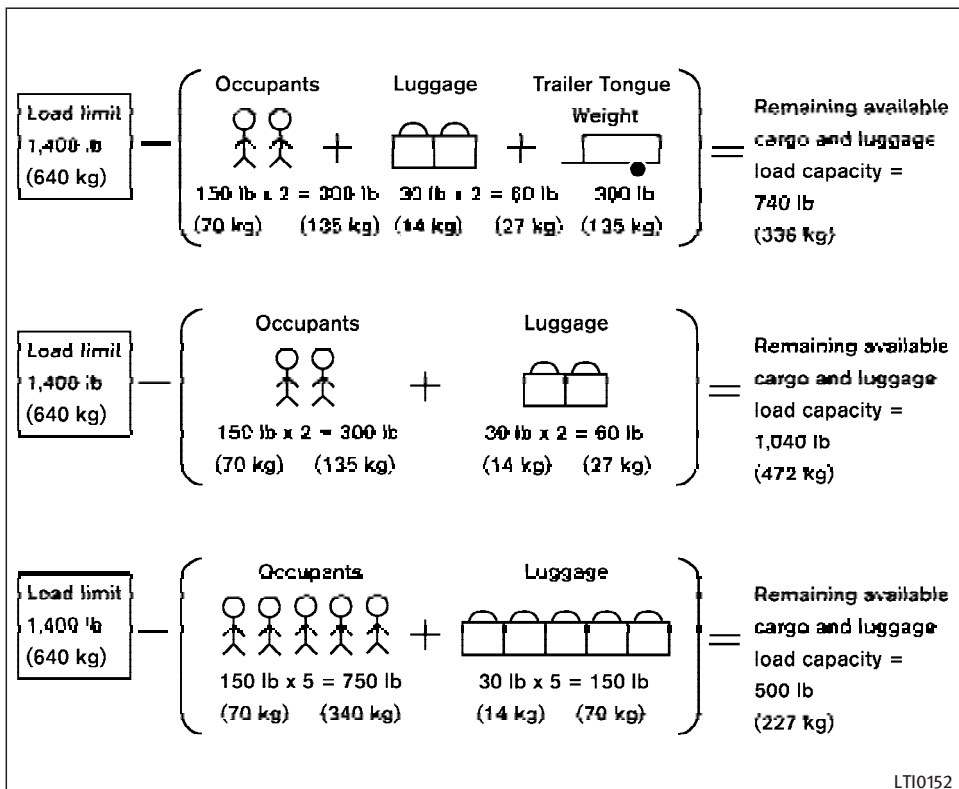 Occupants Luggage Trailer Tongue
Weight
Load limit
1,400 lb
(640 kg)
150 lb x 2 = 300 lb 30 lb x 2 = 60 lb 300 lb
(70 kg) (135 kg) (14 kg) (27 kg) (135 kg)
Remaining available
cargo and luggage
load capacity =
740 lb
(336 kg)
Occupants Luggage
Load limit
1,400 lb
(640 kg)
150 lb x 2 = 300 lb 30 lb x 2 = 60 lb
(70 kg) (135 kg) (14 kg) (27 kg)
Remaining available
cargo and luggage
load capacity =
1,040 lb
(472 kg)
Occupants Luggage
Load limit
1,400 lb
(640 kg)
150 lb x 5 = 750 lb 30 lb x 5 = 150 lb
(70 kg) (340 kg) (14 kg) (70 kg)
Remaining available
cargo and luggage
load capacity =
500 lb
(227 kg)
LTI0152